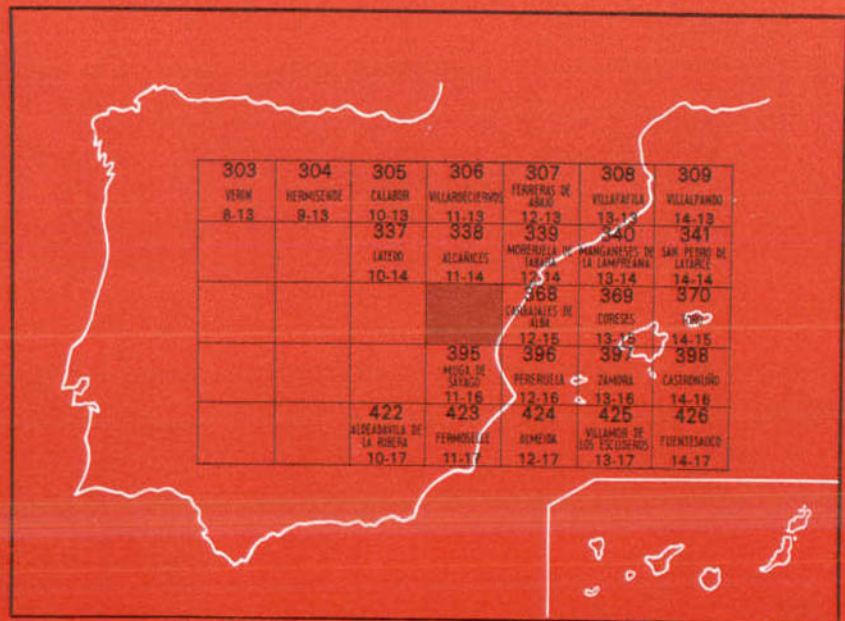 303 304 305 306 307 308 309
VERIN HERMISENDE CALABOR VILLARDECIERVOS FERRERAS DE ABAJO VILLAFAFILA VILLALPANDO
8-13 9-13 10-13 11-13 12-13 13-13 14-13
337 338 339 340 341
LATEDO ALCAÑICES MORERUELA DE TABARA MANGANESES DE LA LAMPREANA SAN PEDRO DE LATARCE
10-14 11-14 12-14 13-14 14-14
368 369 370
CARBAJALES DE ALBA CORESES
12-15 13-15 14-15
395 396 397 398
MUGA DE SAYAGO PERERUELA ZAMORA CASTRONUÑO
11-16 12-16 13-16 14-16
422 423 424 425 426
ALDEADAVILA DE LA RIBERA FERMOSELLE ALMEIDA VILLAMOR DE LOS ESCUDEROS FUENTESAUCO
10-17 11-17 12-17 13-17 14-17